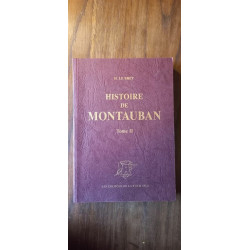 H. LE BRET
HISTOIRE
DE
MONTAUBAN
Tome II